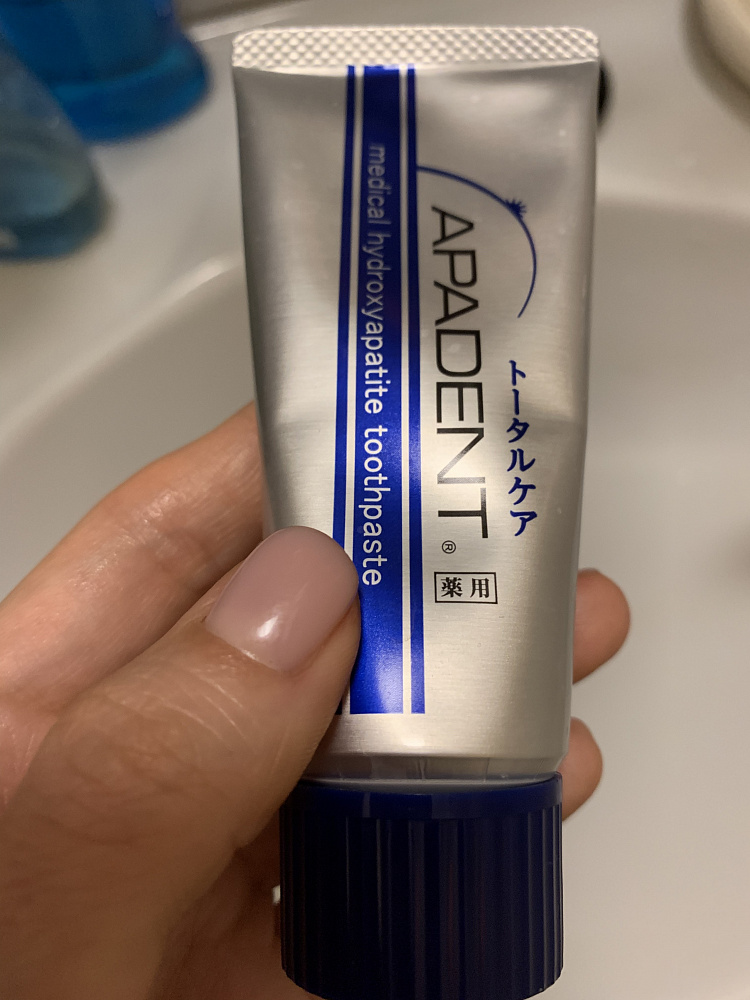 トータルケア
APADENT®
薬用
medical hydroxyapatite toothpaste